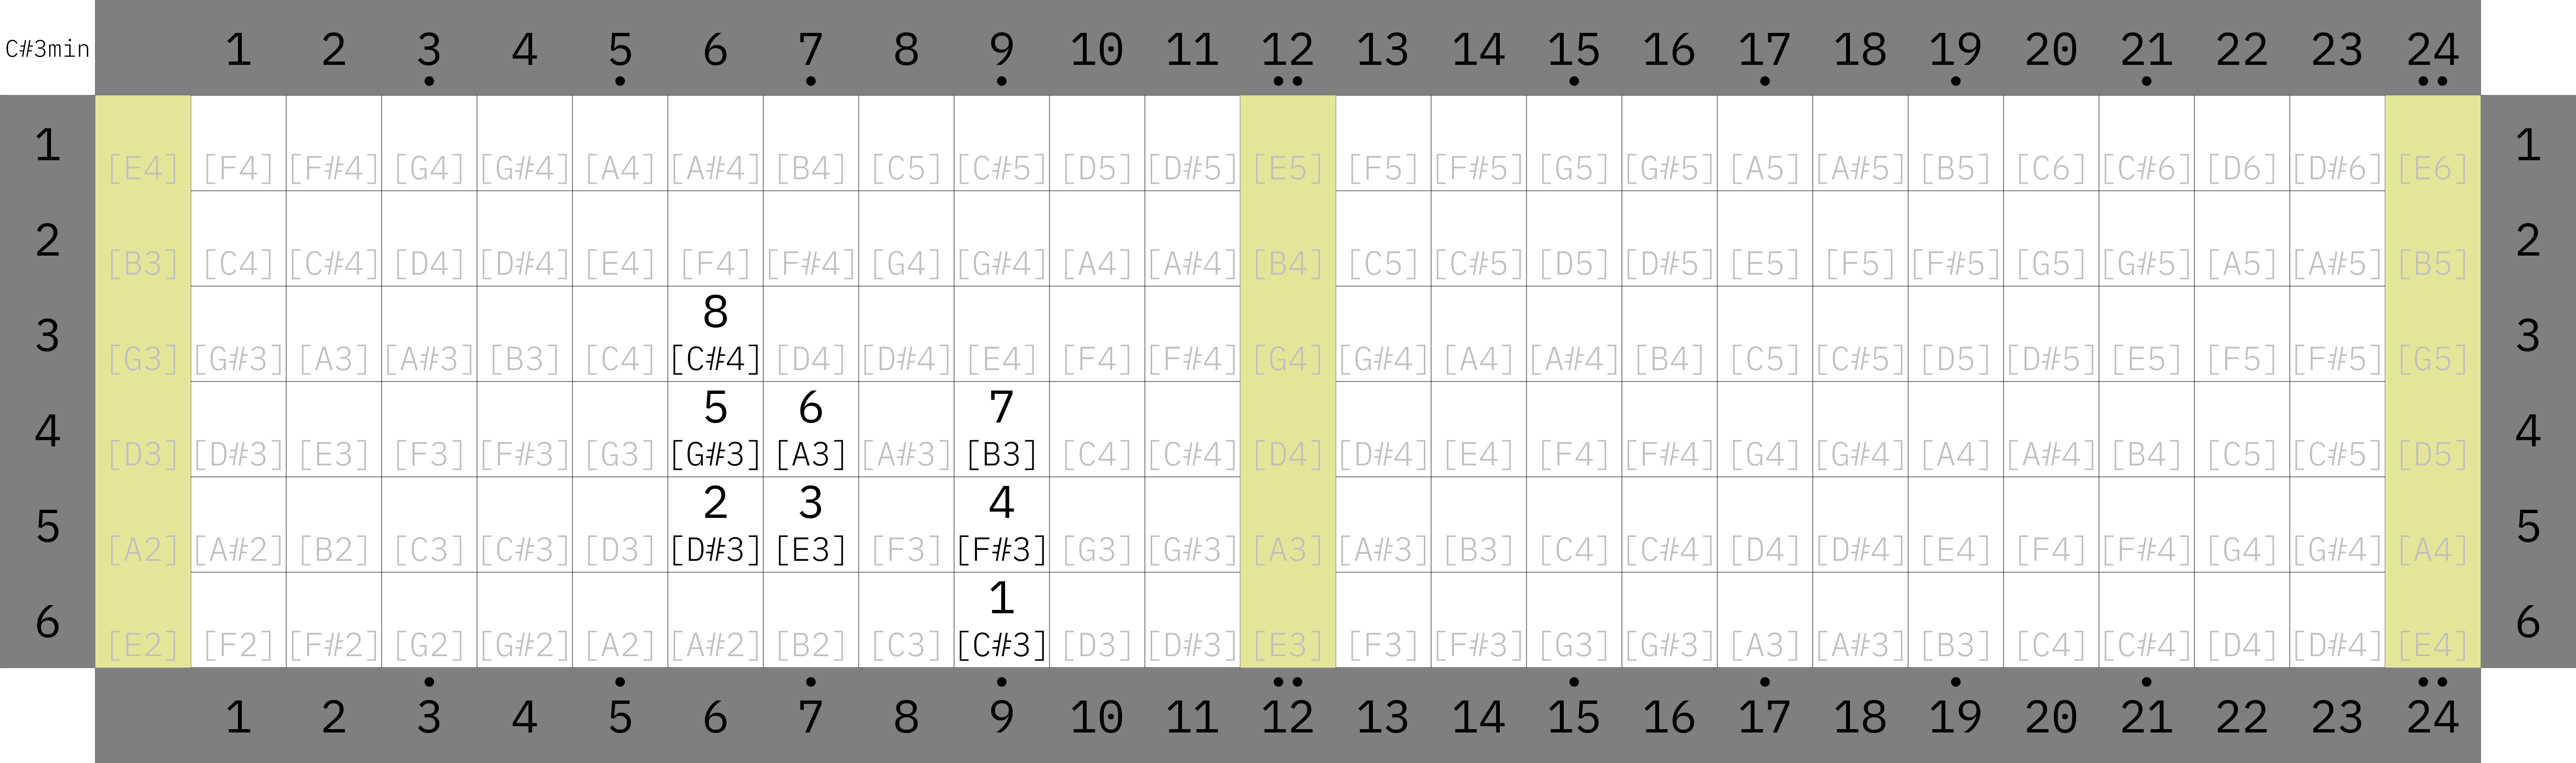 C#3min 1 2 3 4 5 6 7 8 9 10 11 12 13 14 15 16 17 18 19 20 21 22 23 24
1 [E4] [F4] [F#4] [G4] [G#4] [A4] [A#4] [B4] [C5] [C#5] [D5] [D#5] [E5] [F5] [F#5] [G5] [G#5] [A5] [A#5] [B5] [C6] [C#6] [D6] [D#6] [E6] 1
2 [B3] [C4] [C#4] [D4] [D#4] [E4] [F4] [F#4] [G4] [G#4] [A4] [A#4] [B4] [C5] [C#5] [D5] [D#5] [E5] [F5] [F#5] [G5] [G#5] [A5] [A#5] [B5] 2
8
3 [G3] [G#3] [A3] [A#3] [B3] [C4] [C#4] [D4] [D#4] [E4] [F4] [F#4] [G4] [G#4] [A4] [A#4] [B4] [C5] [C#5] [D5] [D#5] [E5] [F5] [F#5] [G5] 3
5 6 7
4 [D3] [D#3] [E3] [F3] [F#3] [G3] [G#3] [A3] [A#3] [B3] [C4] [C#4] [D4] [D#4] [E4] [F4] [F#4] [G4] [G#4] [A4] [A#4] [B4] [C5] [C#5] [D5] 4
2 3 4
5 [A2] [A#2] [B2] [C3] [C#3] [D3] [D#3] [E3] [F3] [F#3] [G3] [G#3] [A3] [A#3] [B3] [C4] [C#4] [D4] [D#4] [E4] [F4] [F#4] [G4] [G#4] [A4] 5
1
6 [E2] [F2] [F#2] [G2] [G#2] [A2] [A#2] [B2] [C3] [C#3] [D3] [D#3] [E3] [F3] [F#3] [G3] [G#3] [A3] [A#3] [B3] [C4] [C#4] [D4] [D#4] [E4] 6
1 2 3 4 5 6 7 8 9 10 11 12 13 14 15 16 17 18 19 20 21 22 23 24